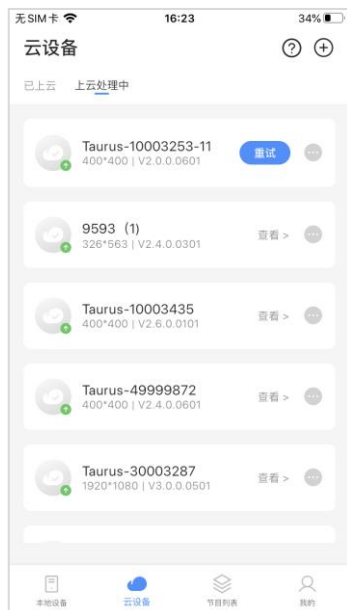 无SIM卡 16:23 34%
云设备
已上云 上云处理中
Taurus-10003253-11
400*400 | V2.0.0.0601
重试
9593（1）
326*563 | V2.4.0.0301
查看 >
Taurus-10003435
400*400 | V2.6.0.0101
查看 >
Taurus-49999872
400*400 | V2.4.0.0601
查看 >
Taurus-30003287
1920*1080 | V3.0.0.0501
查看 >
本地设备 云设备 节目列表 我的